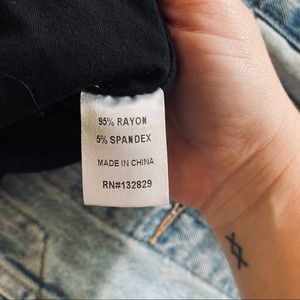 95% RAYON
5% SPANDEX
MADE IN CHINA
RN#132829